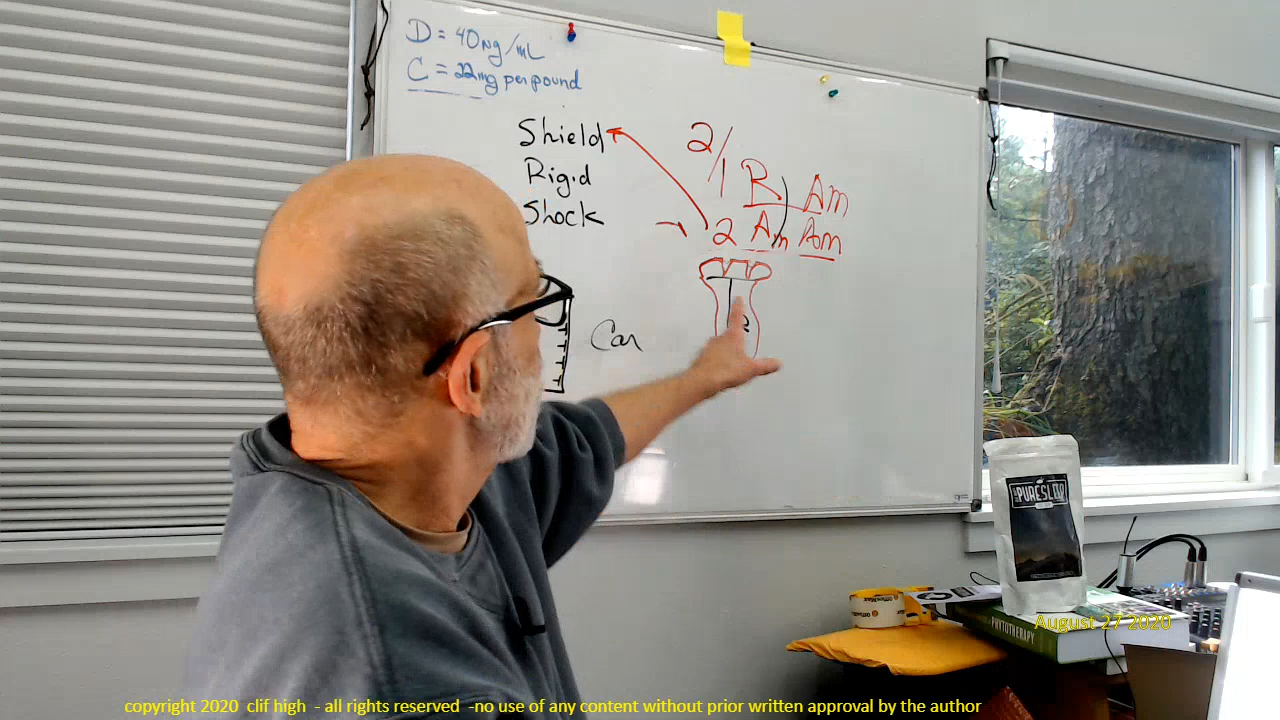 D = 40ng/mL
C = 22mg per pound
Shield
Rigid
Shock
2/1
B Am
2 Am Am
Car
PURESLEEP
PHYTOTHERAPY
August 27 2020
copyright 2020 clif high - all rights reserved -no use of any content without prior written approval by the author